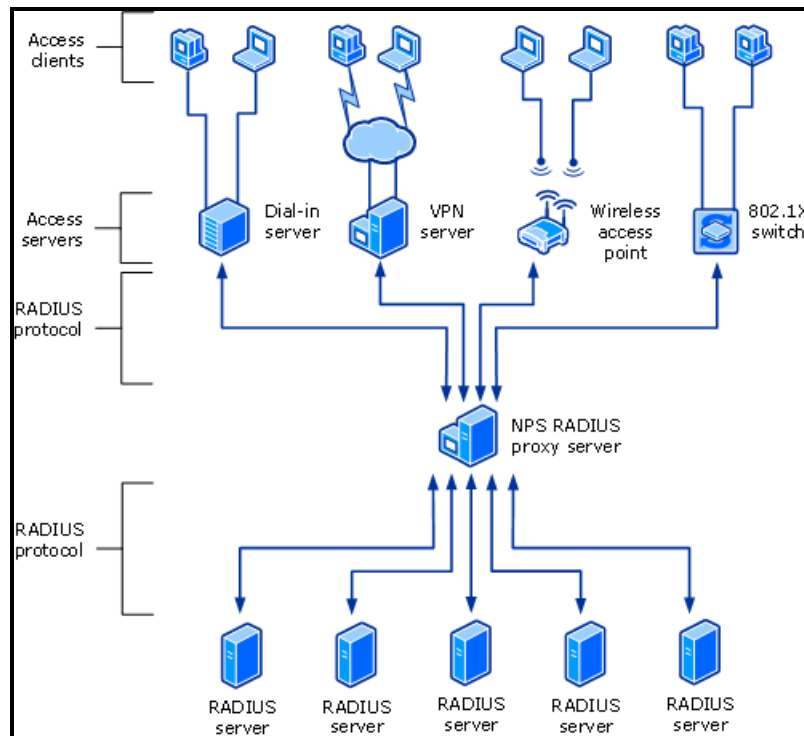 Access
clients
Access
servers
Dial-in
server
VPN
server
Wireless
access
point
802.1X
switch
RADIUS
protocol
NPS RADIUS
proxy server
RADIUS
protocol
RADIUS
server
RADIUS
server
RADIUS
server
RADIUS
server
RADIUS
server